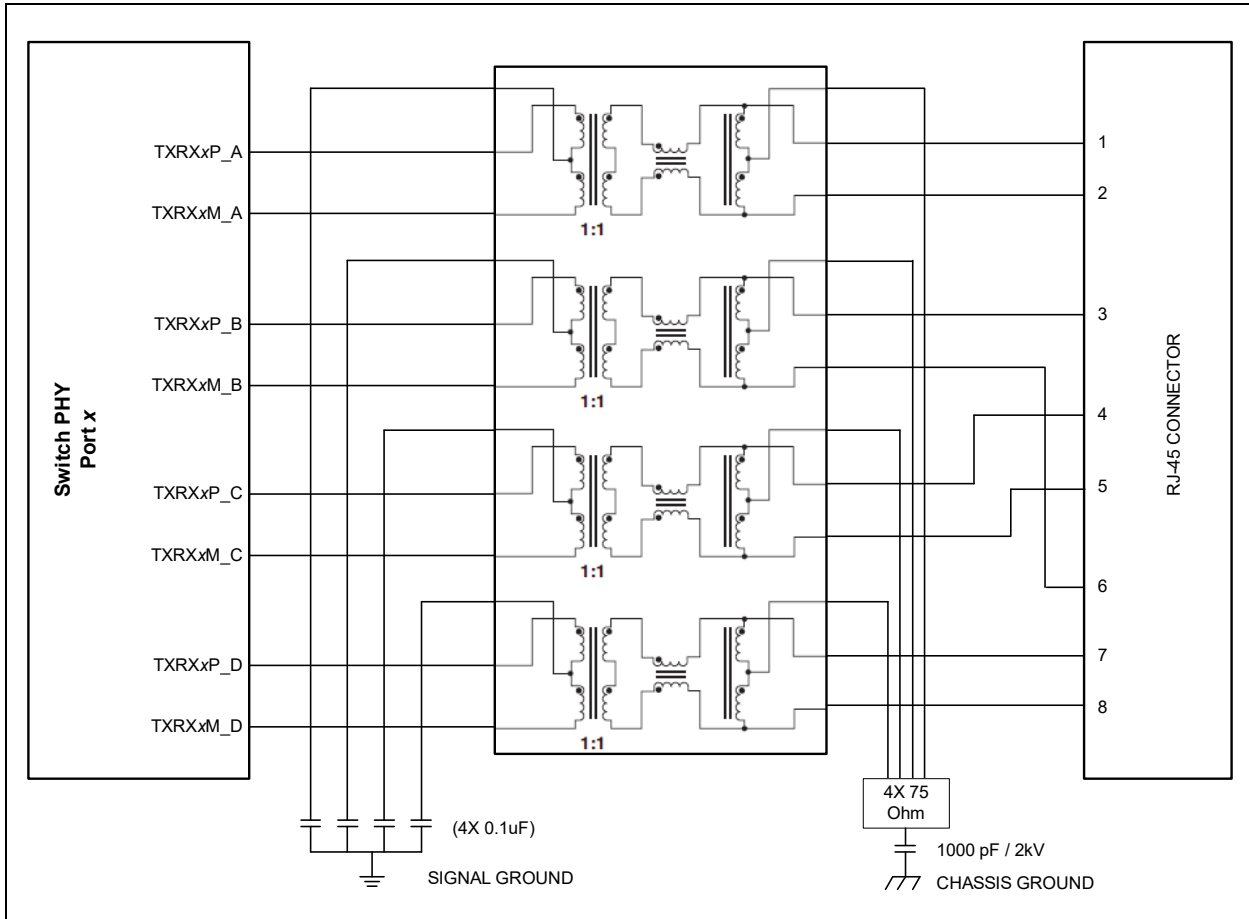 Switch PHY
Port x
TXRXxP_A
TXRXxM_A
TXRXxP_B
TXRXxM_B
TXRXxP_C
TXRXxM_C
TXRXxP_D
TXRXxM_D
1:1
1:1
1:1
1:1
1
2
3
4
5
6
7
8
RJ-45 CONNECTOR
(4X 0.1uF)
SIGNAL GROUND
4X 75
Ohm
1000 pF / 2kV
CHASSIS GROUND